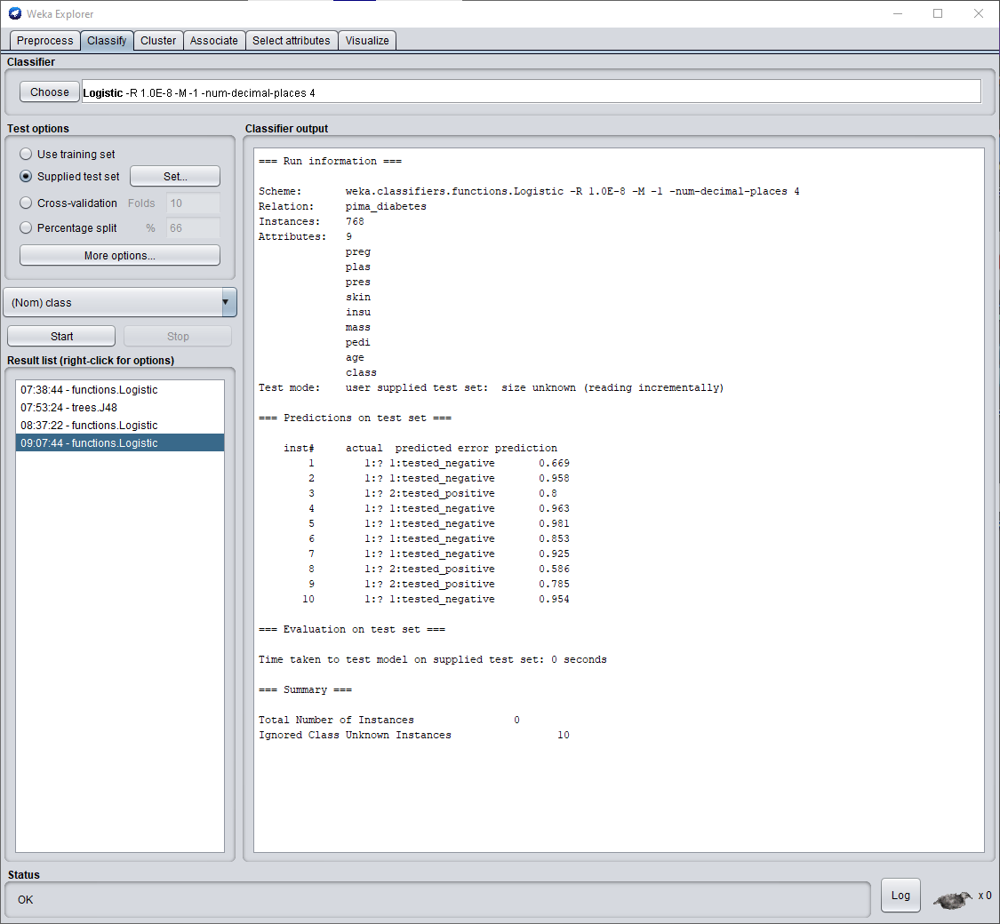 Weka Explorer
Preprocess Classify Cluster Associate Select attributes Visualize
Classifier
Choose Logistic -R 1.0E-8 -M -1 -num-decimal-places 4
Test options
Use training set
Supplied test set Set...
Cross-validation Folds 10
Percentage split % 66
More options...
(Nom) class
Start Stop
Result list (right-click for options)
07:38:44 - functions.Logistic
07:53:24 - trees.J48
08:37:22 - functions.Logistic
09:07:44 - functions.Logistic
Classifier output
=== Run information ===
Scheme: weka.classifiers.functions.Logistic -R 1.0E-8 -M -1 -num-decimal-places 4
Relation: pima_diabetes
Instances: 768
Attributes: 9
preg
plas
pres
skin
insu
mass
pedi
age
class
Test mode: user supplied test set: size unknown (reading incrementally)
=== Predictions on test set ===
inst# actual predicted error prediction
1 1:? 1:tested_negative 0.669
2 1:? 1:tested_negative 0.958
3 1:? 2:tested_positive 0.8
4 1:? 1:tested_negative 0.963
5 1:? 1:tested_negative 0.981
6 1:? 1:tested_negative 0.853
7 1:? 1:tested_negative 0.925
8 1:? 2:tested_positive 0.586
9 1:? 2:tested_positive 0.785
10 1:? 1:tested_negative 0.954
=== Evaluation on test set ===
Time taken to test model on supplied test set: 0 seconds
=== Summary ===
Total Number of Instances 0
Ignored Class Unknown Instances 10
Status
OK
Log x 0